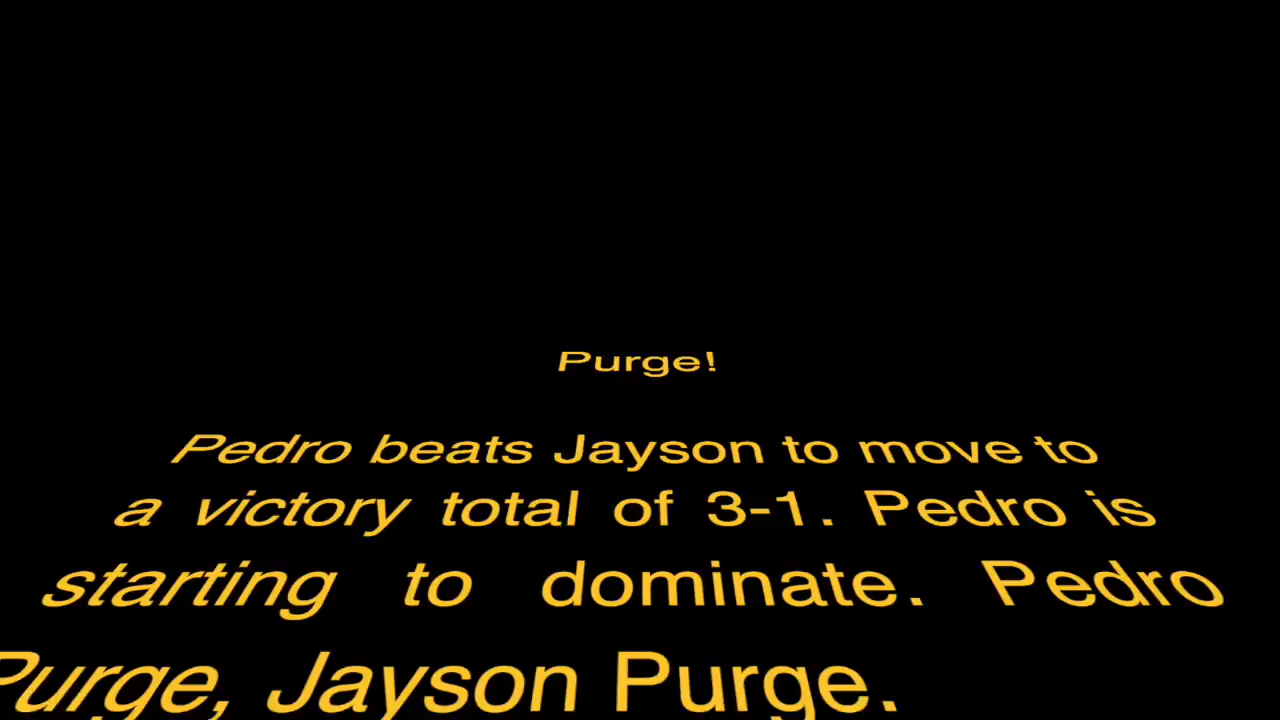 Purge!
Pedro beats Jayson to move to
a victory total of 3-1. Pedro is
starting to dominate. Pedro
Purge, Jayson Purge.